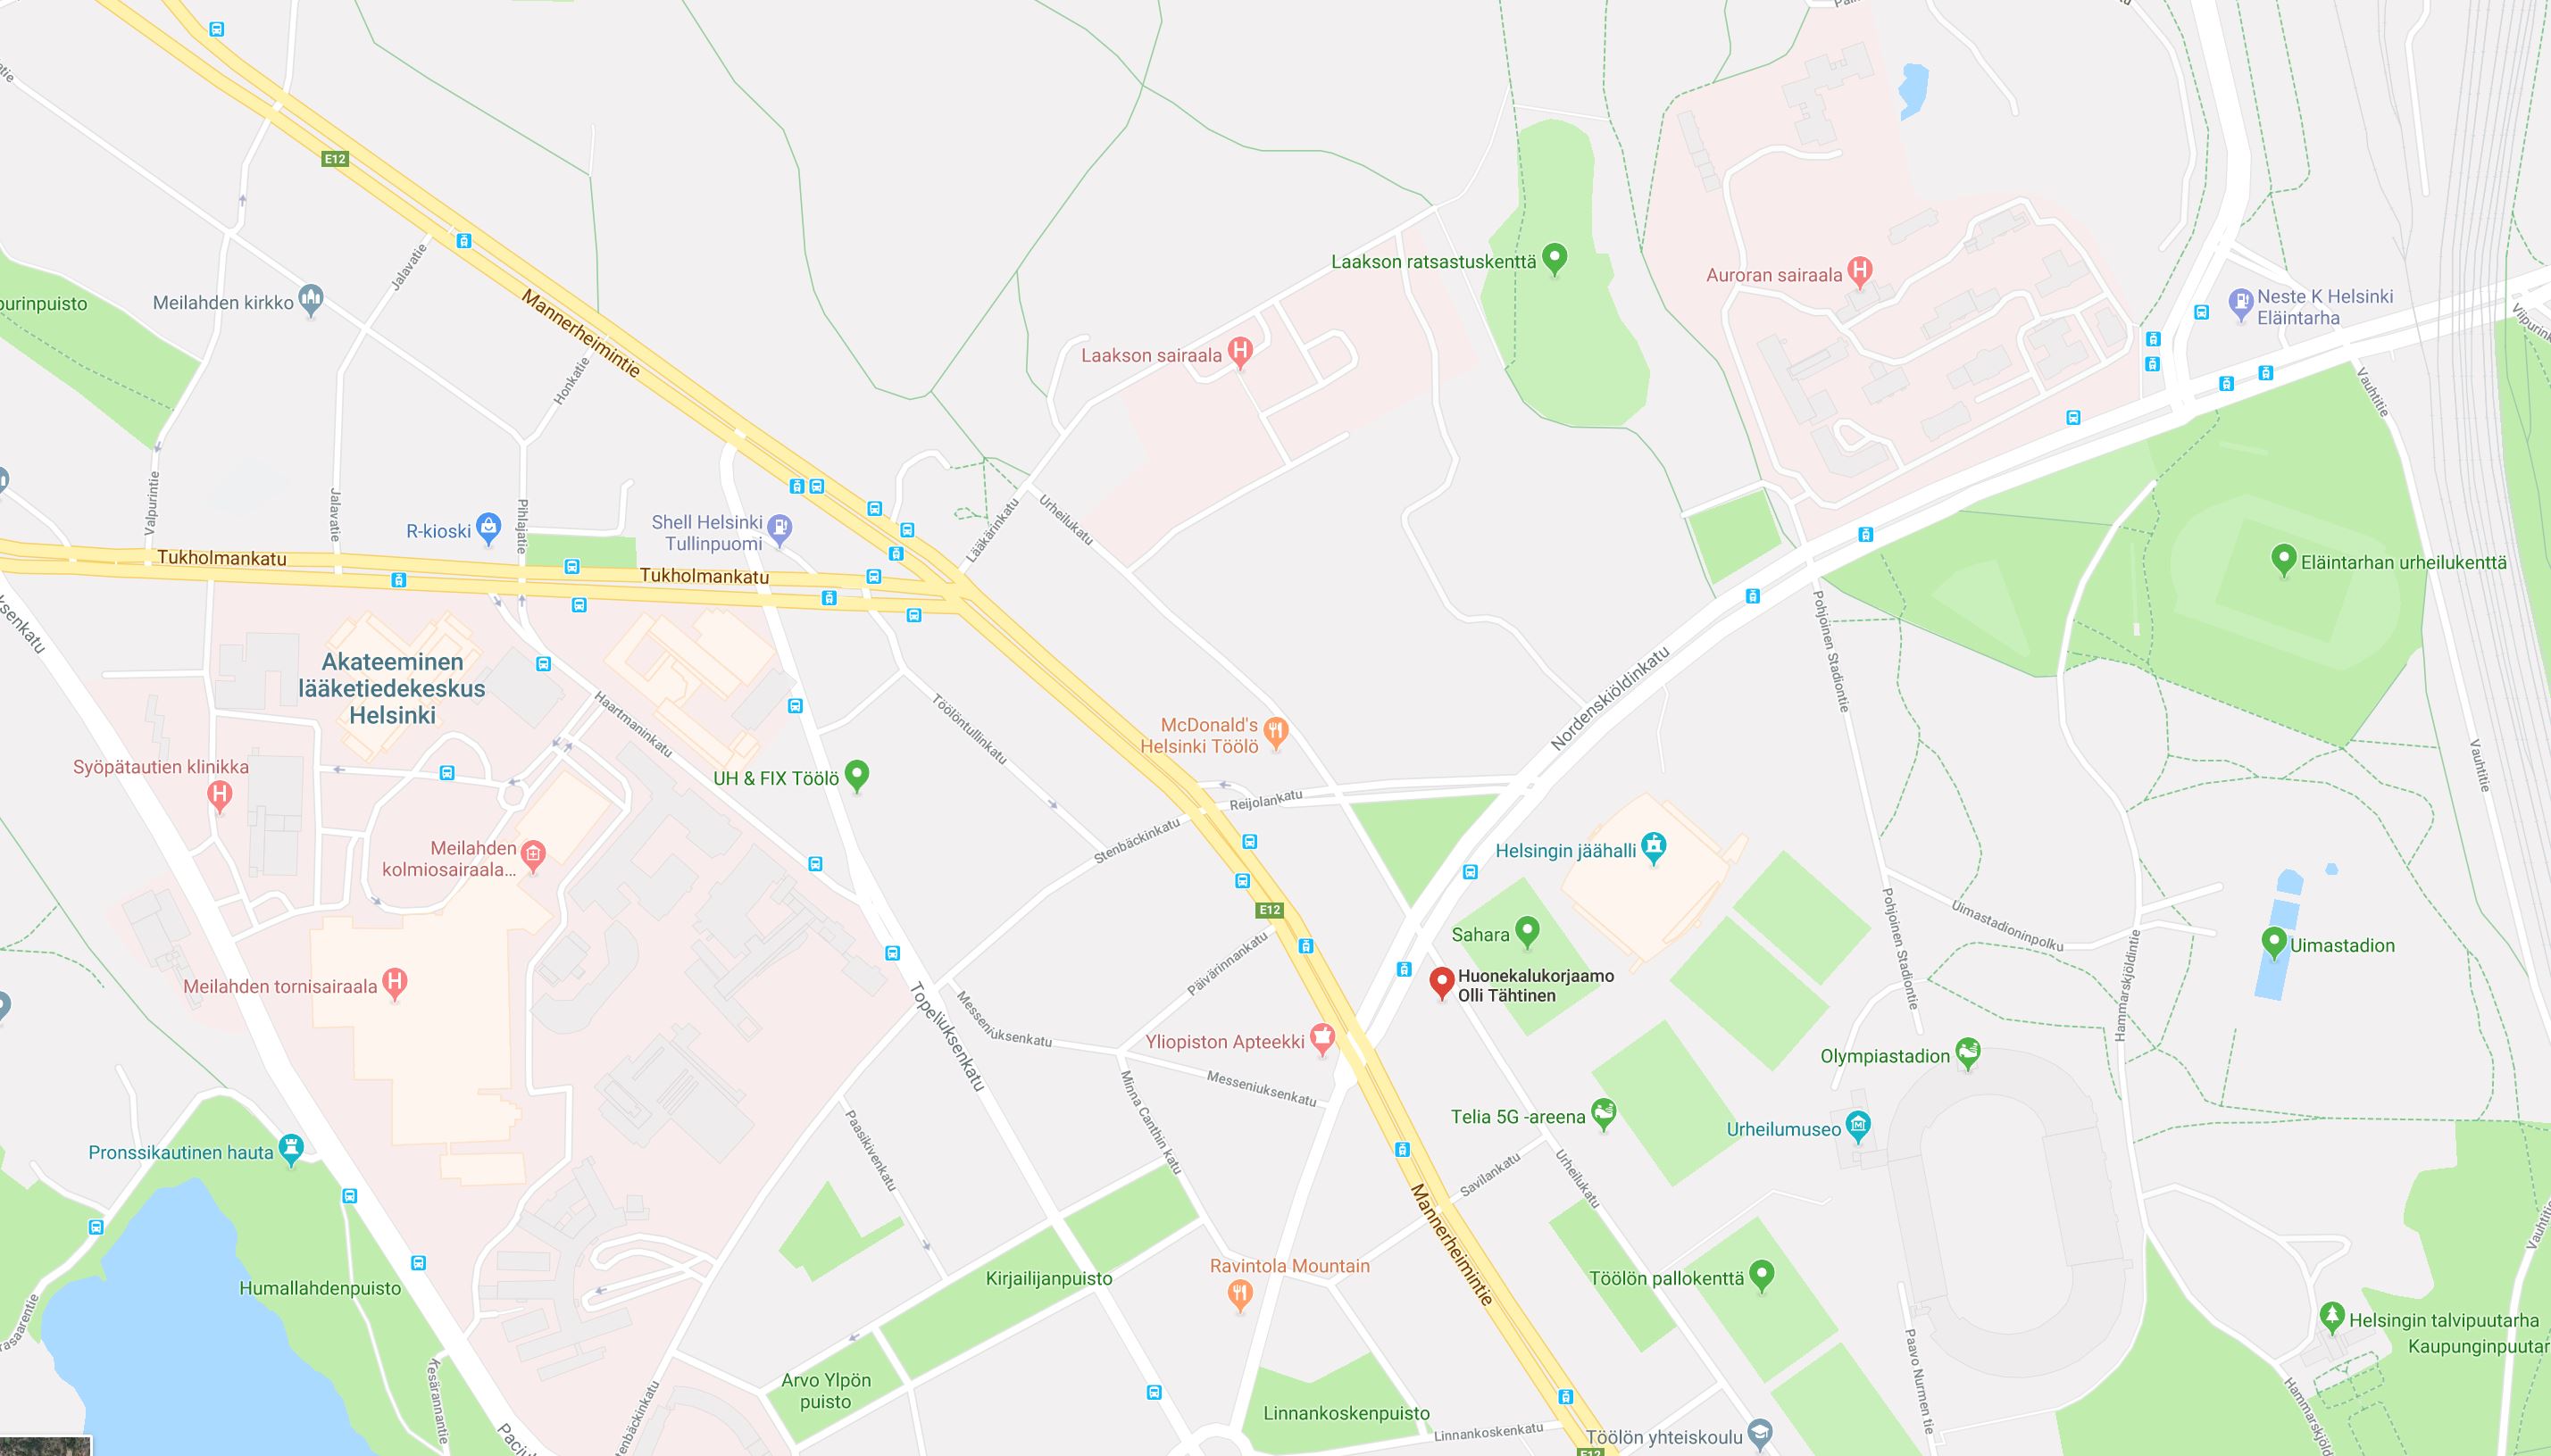 E12
Mannerheimintie
Meilahden kirkko
Jalavatie
Honkatie
Laakson ratsastuskenttä
Auroran sairaala
Neste K Helsinki
Eläintarha
Laakson sairaala
Vauhtitie
Valpurintie
Jalavatie
Pihlajatie
R-kioski
Shell Helsinki
Tullinpuomi
Lääkärinkatu
Urheilukatu
Tukholmankatu
Tukholmankatu
Eläintarhan urheilukenttä
Pohjoinen Stadiontie
Akateeminen
lääketiedekeskus
Helsinki
Haartmaninkatu
Töölöntullinkatu
McDonald's
Helsinki Töölö
Nordenskiöldinkatu
Vauhtitie
Syöpätautien klinikka
UH & FIX Töölö
Reijolankatu
Stenbäckinkatu
Helsingin jäähalli
Meilahden
kolmiosairaala...
E12
Sahara
Pohjoinen Stadiontie
Uimastadioninpolku
Uimastadion
Meilahden tornisairaala
Päivärinnankatu
Huonekalukorjaamo
Olli Tähtinen
Hammarskjöldintie
Topeliuksenkatu
Messeniuksenkatu
Yliopiston Apteekki
Olympiastadion
Messeniuksenkatu
Minna Canthin katu
Telia 5G -areena
Urheilumuseo
Paasikivenkatu
Pronssikautinen hauta
Savilankatu
Urheilukatu
Mannerheimintie
Ravintola Mountain
Töölön pallokenttä
Kirjailijanpuisto
Humallahdenpuisto
Helsingin talvipuutarha
Arvo Ylpön
puisto
Paavo Nurmen tie
Kesärannantie
Linnankoskenpuisto
Linnankoskenkatu
Töölön yhteiskoulu
E12